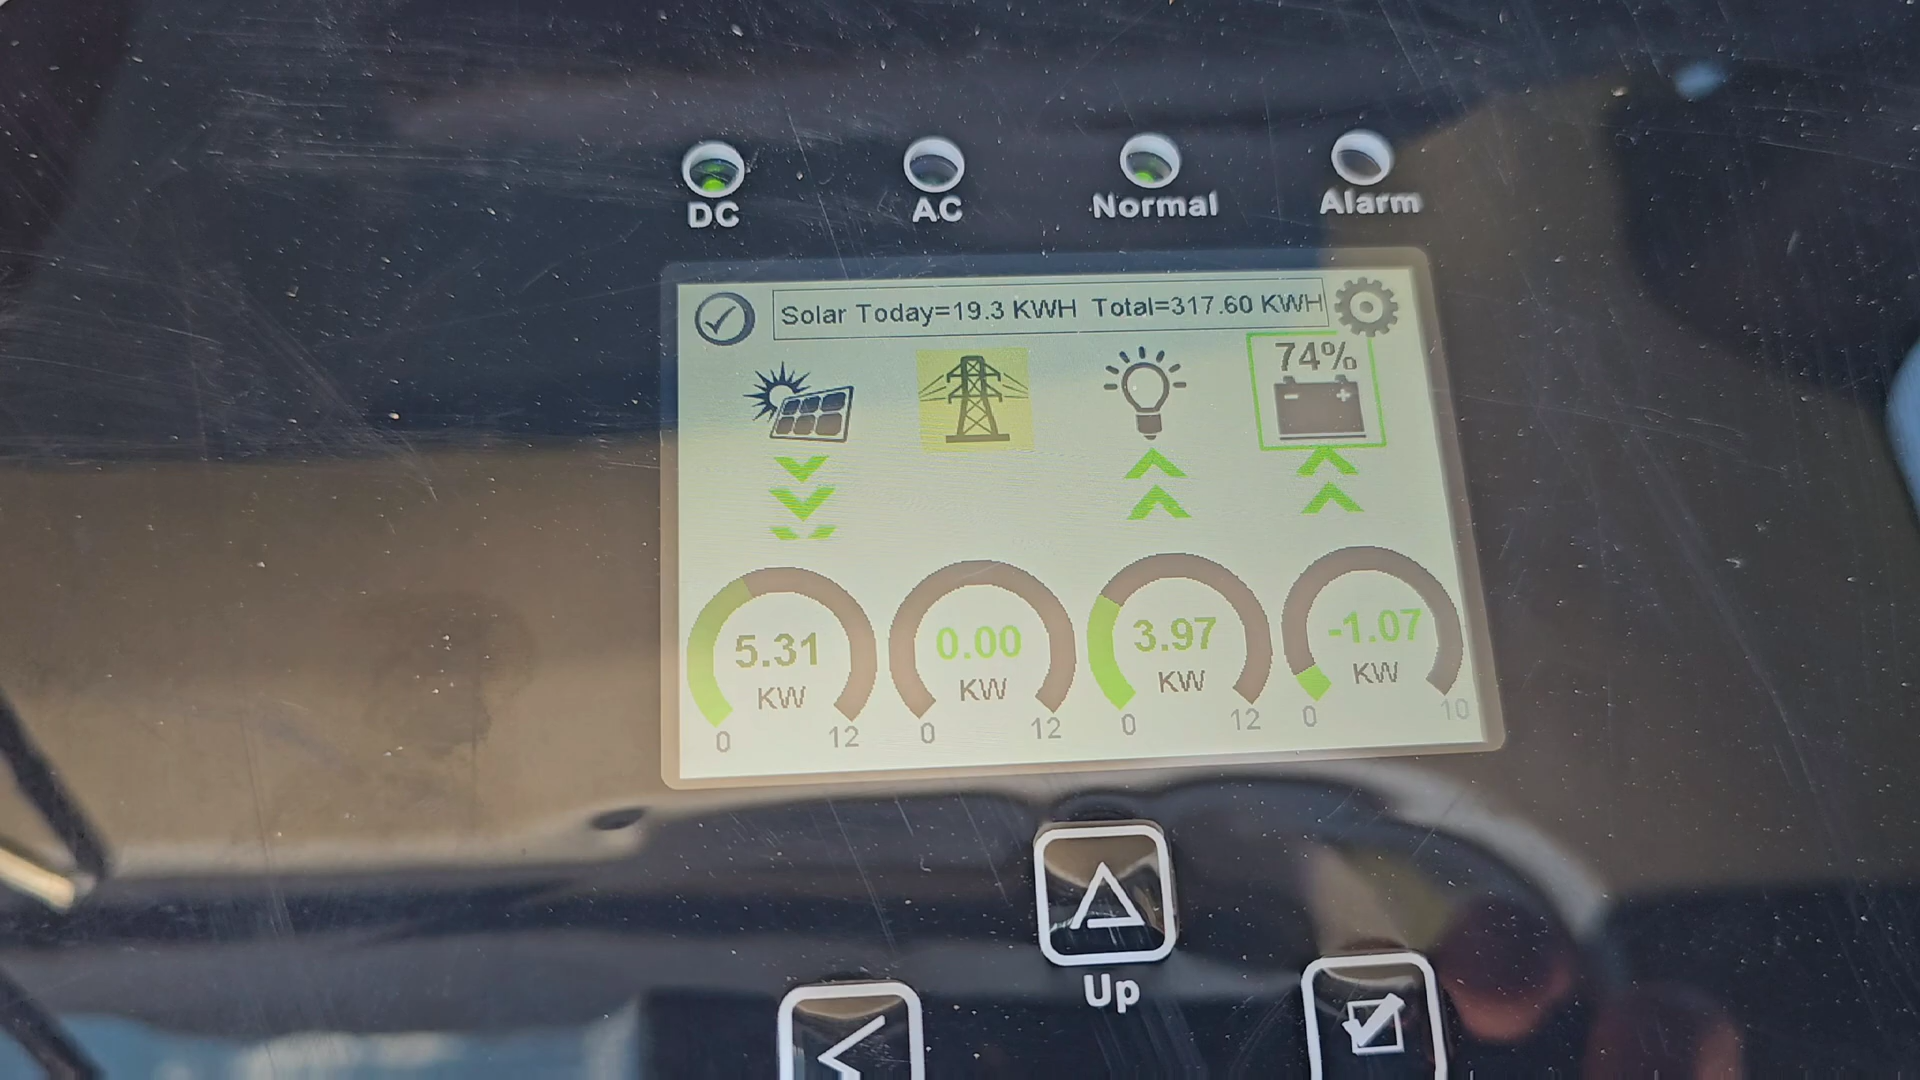 DC AC Normal Alarm
Solar Today=19.3 KWH Total=317.60 KWH
74%
5.31 0.00 3.97 -1.07
KW KW KW KW
0 12 0 12 0 12 0 10
Up